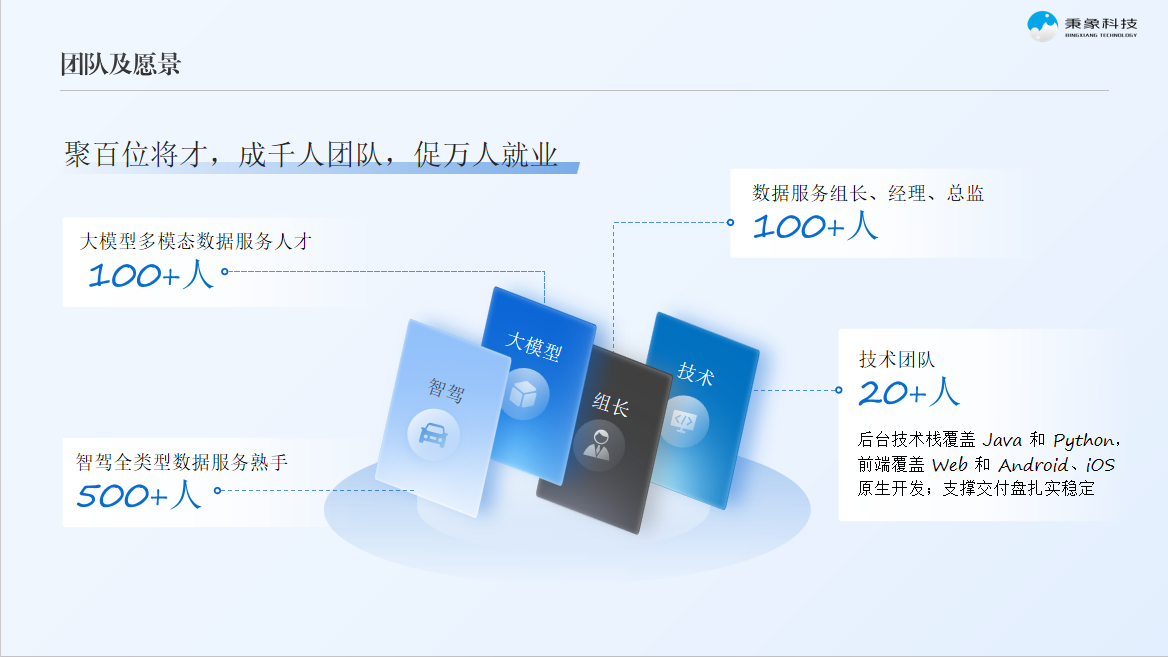 秉象科技
BINGXIANG TECHNOLOGY
团队及愿景
聚百位将才，成千人团队，促万人就业
数据服务组长、经理、总监
100+人
大模型多模态数据服务人才
100+人
大模型
智驾
组长
技术
技术团队
20+人
后台技术栈覆盖 Java 和 Python，
前端覆盖 Web 和 Android、iOS
原生开发；支撑交付盘扎实稳定
智驾全类型数据服务熟手
500+人